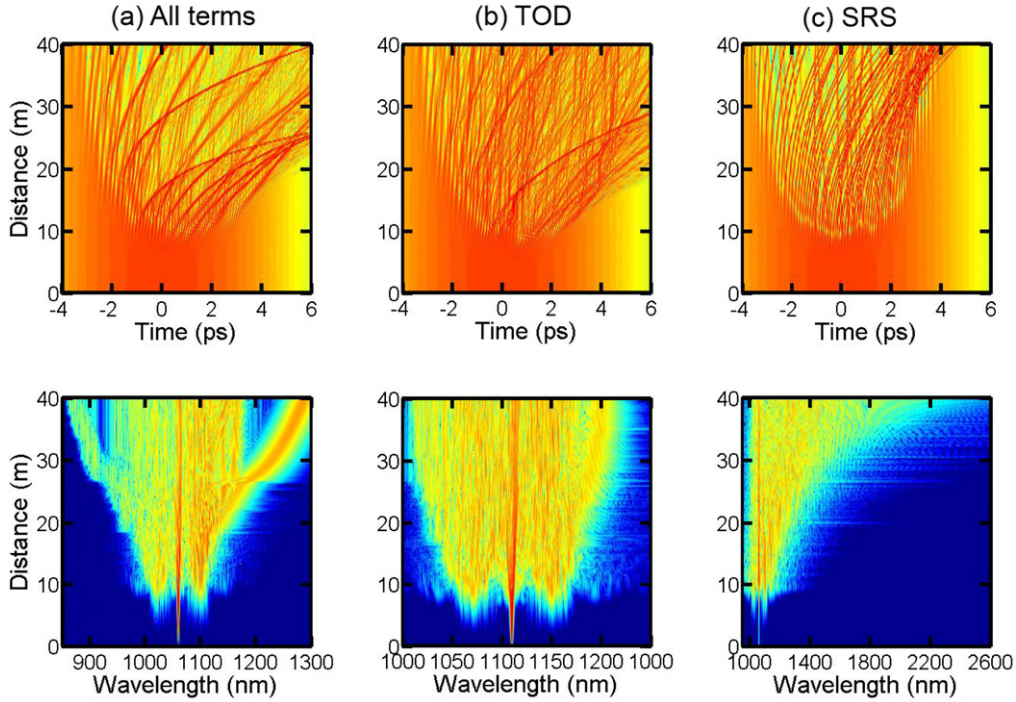 (a) All terms (b) TOD (c) SRS
Distance (m)
40 40 40
30 30 30
20 20 20
10 10 10
0 0 0
-4 -2 0 2 4 6 -4 -2 0 2 4 6 -4 -2 0 2 4 6
Time (ps) Time (ps) Time (ps)
Distance (m)
40 40 40
30 30 30
20 20 20
10 10 10
0 0 0
900 1000 1100 1200 1300 1000 1050 1100 1150 1200 1000 1000 1400 1800 2200 2600
Wavelength (nm) Wavelength (nm) Wavelength (nm)